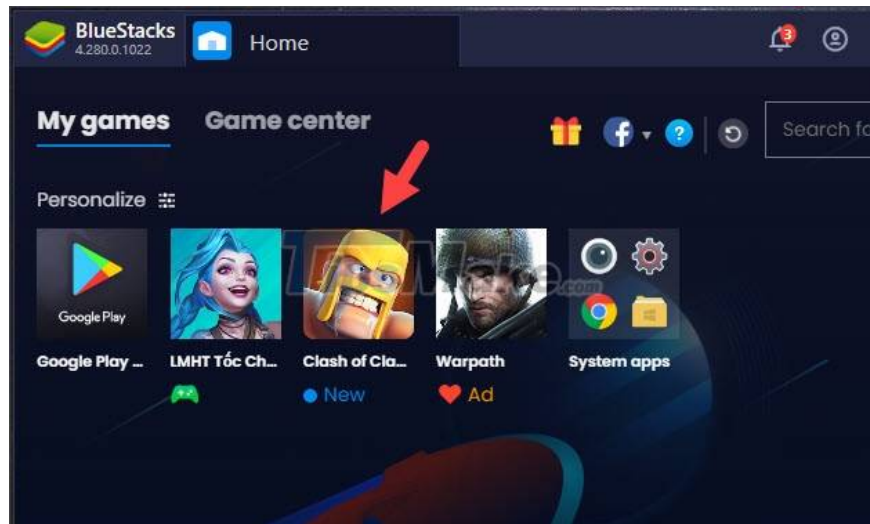 BlueStacks
4.280.0.1022
Home
3
My games
Game center
f
?
Search fo
Personalize
Google Play
Google Play ...
LMHT Tốc Ch...
Clash of Cla...
Warpath
System apps
New
Ad